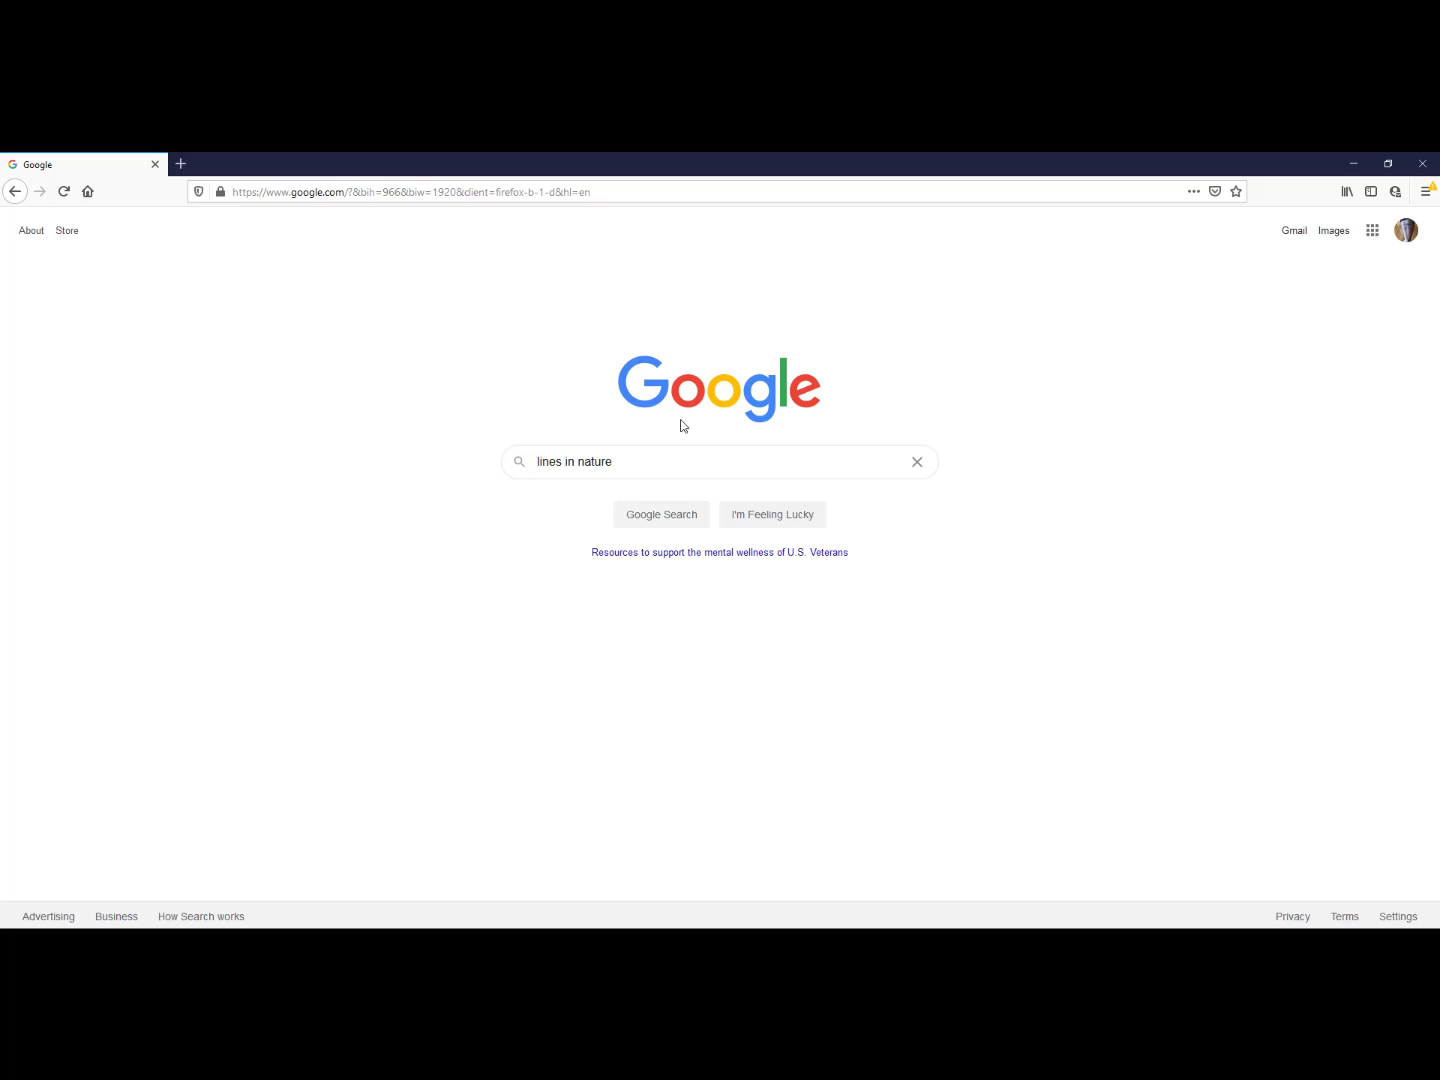 Google
https://www.google.com/?&bih=966&biw=1920&client=firefox-b-1-d&hl=en
About Store
Gmail Images
Google
lines in nature
Google Search I'm Feeling Lucky
Resources to support the mental wellness of U.S. Veterans
Advertising Business How Search works
Privacy Terms Settings